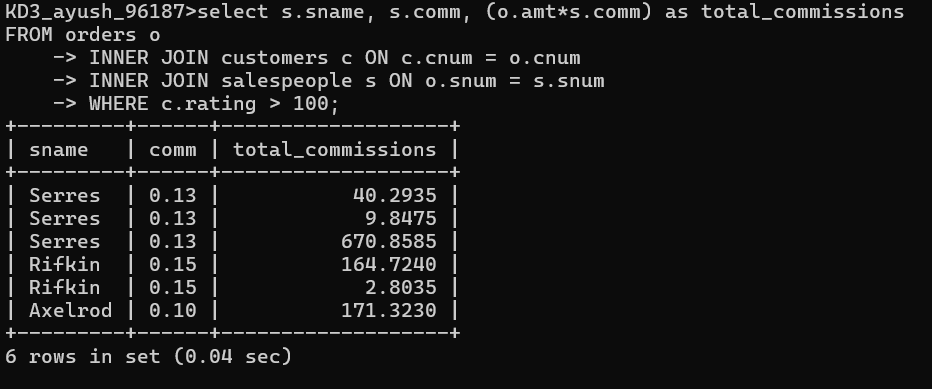 KD3_ayush_96187>select s.sname, s.comm, (o.amt*s.comm) as total_commissions
FROM orders o
    -> INNER JOIN customers c ON c.cnum = o.cnum
    -> INNER JOIN salespeople s ON o.snum = s.snum
    -> WHERE c.rating > 100;
+---------+------+-------------------+
| sname   | comm | total_commissions |
+---------+------+-------------------+
| Serres  | 0.13 |           40.2935 |
| Serres  | 0.13 |            9.8475 |
| Serres  | 0.13 |          670.8585 |
| Rifkin  | 0.15 |          164.7240 |
| Rifkin  | 0.15 |            2.8035 |
| Axelrod | 0.10 |          171.3230 |
+---------+------+-------------------+
6 rows in set (0.04 sec)